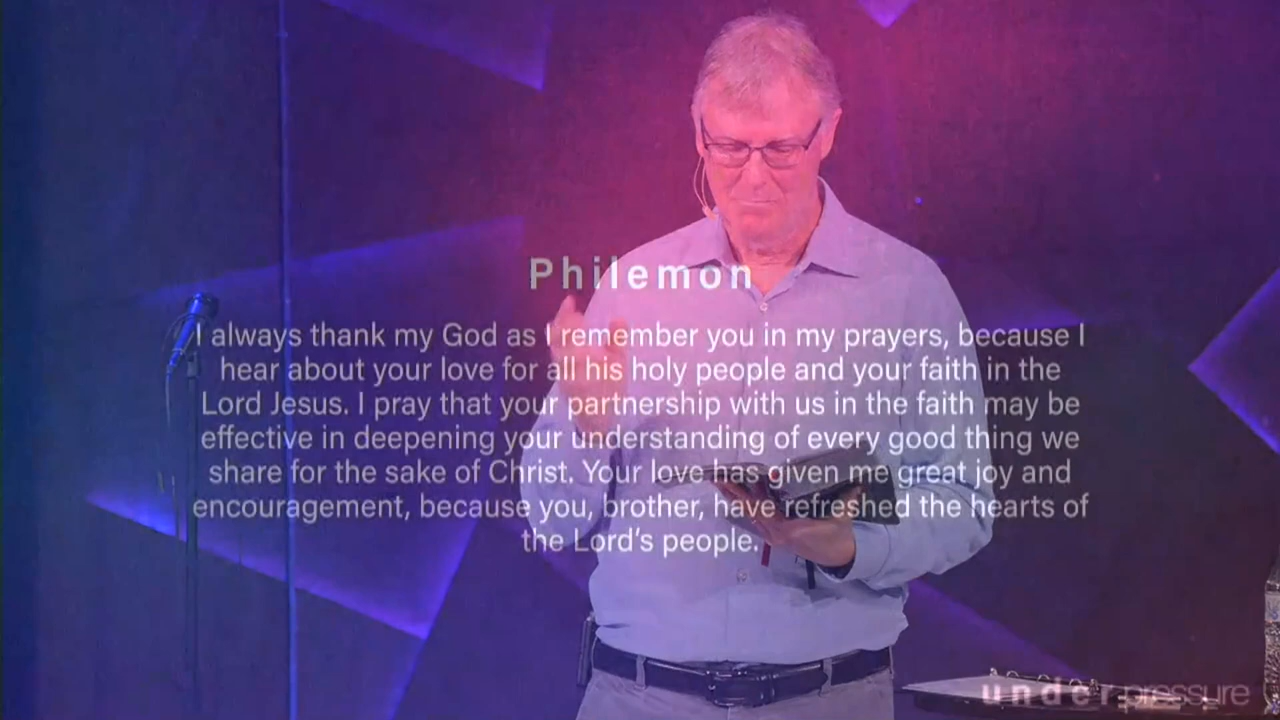 Philemon
I always thank my God as I remember you in my prayers, because I
hear about your love for all his holy people and your faith in the
Lord Jesus. I pray that your partnership with us in the faith may be
effective in deepening your understanding of every good thing we
share for the sake of Christ. Your love has given me great joy and
encouragement, because you, brother, have refreshed the hearts of
the Lord's people.
under pressure